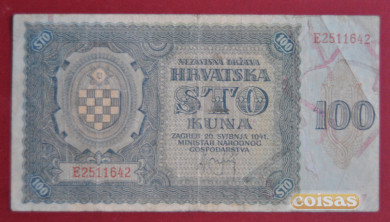 STO
100
E2511642
NEZAVISNA DRŽAVA
HRVATSKA
STO
KUNA
ZAGREB 26. SVIBNJA 1941.
MINISTAR NARODNOG
GOSPODARSTVA
U
100
E2511642
100
STO
coisas